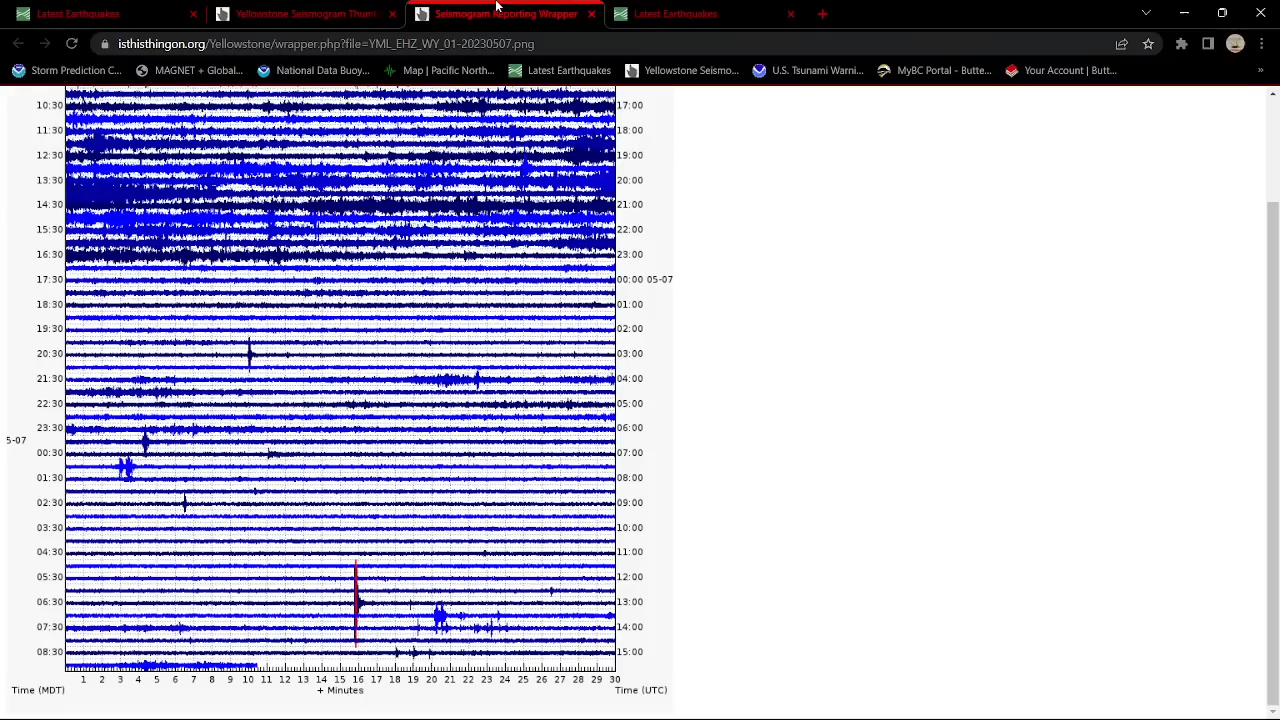 Latest Earthquakes
Yellowstone Seismogram Thum
Seismogram Reporting Wrapper
Latest Earthquakes
isthisthingon.org/Yellowstone/wrapper.php?file=YML_EHZ_WY_01-20230507.png
Storm Prediction C...
MAGNET + Global...
National Data Buoy...
Map | Pacific North...
Latest Earthquakes
Yellowstone Seismo...
U.S. Tsunami Warni...
MyBC Portal - Butte...
Your Account | Butt...
»
10:30 17:00
11:30 18:00
12:30 19:00
13:30 20:00
14:30 21:00
15:30 22:00
16:30 23:00
17:30 00:00 05-07
18:30 01:00
19:30 02:00
20:30 03:00
21:30 04:00
22:30 05:00
23:30 06:00
5-07
00:30 07:00
01:30 08:00
02:30 09:00
03:30 10:00
04:30 11:00
05:30 12:00
06:30 13:00
07:30 14:00
08:30 15:00
1 2 3 4 5 6 7 8 9 10 11 12 13 14 15 16 17 18 19 20 21 22 23 24 25 26 27 28 29 30
Time (MDT) + Minutes Time (UTC)